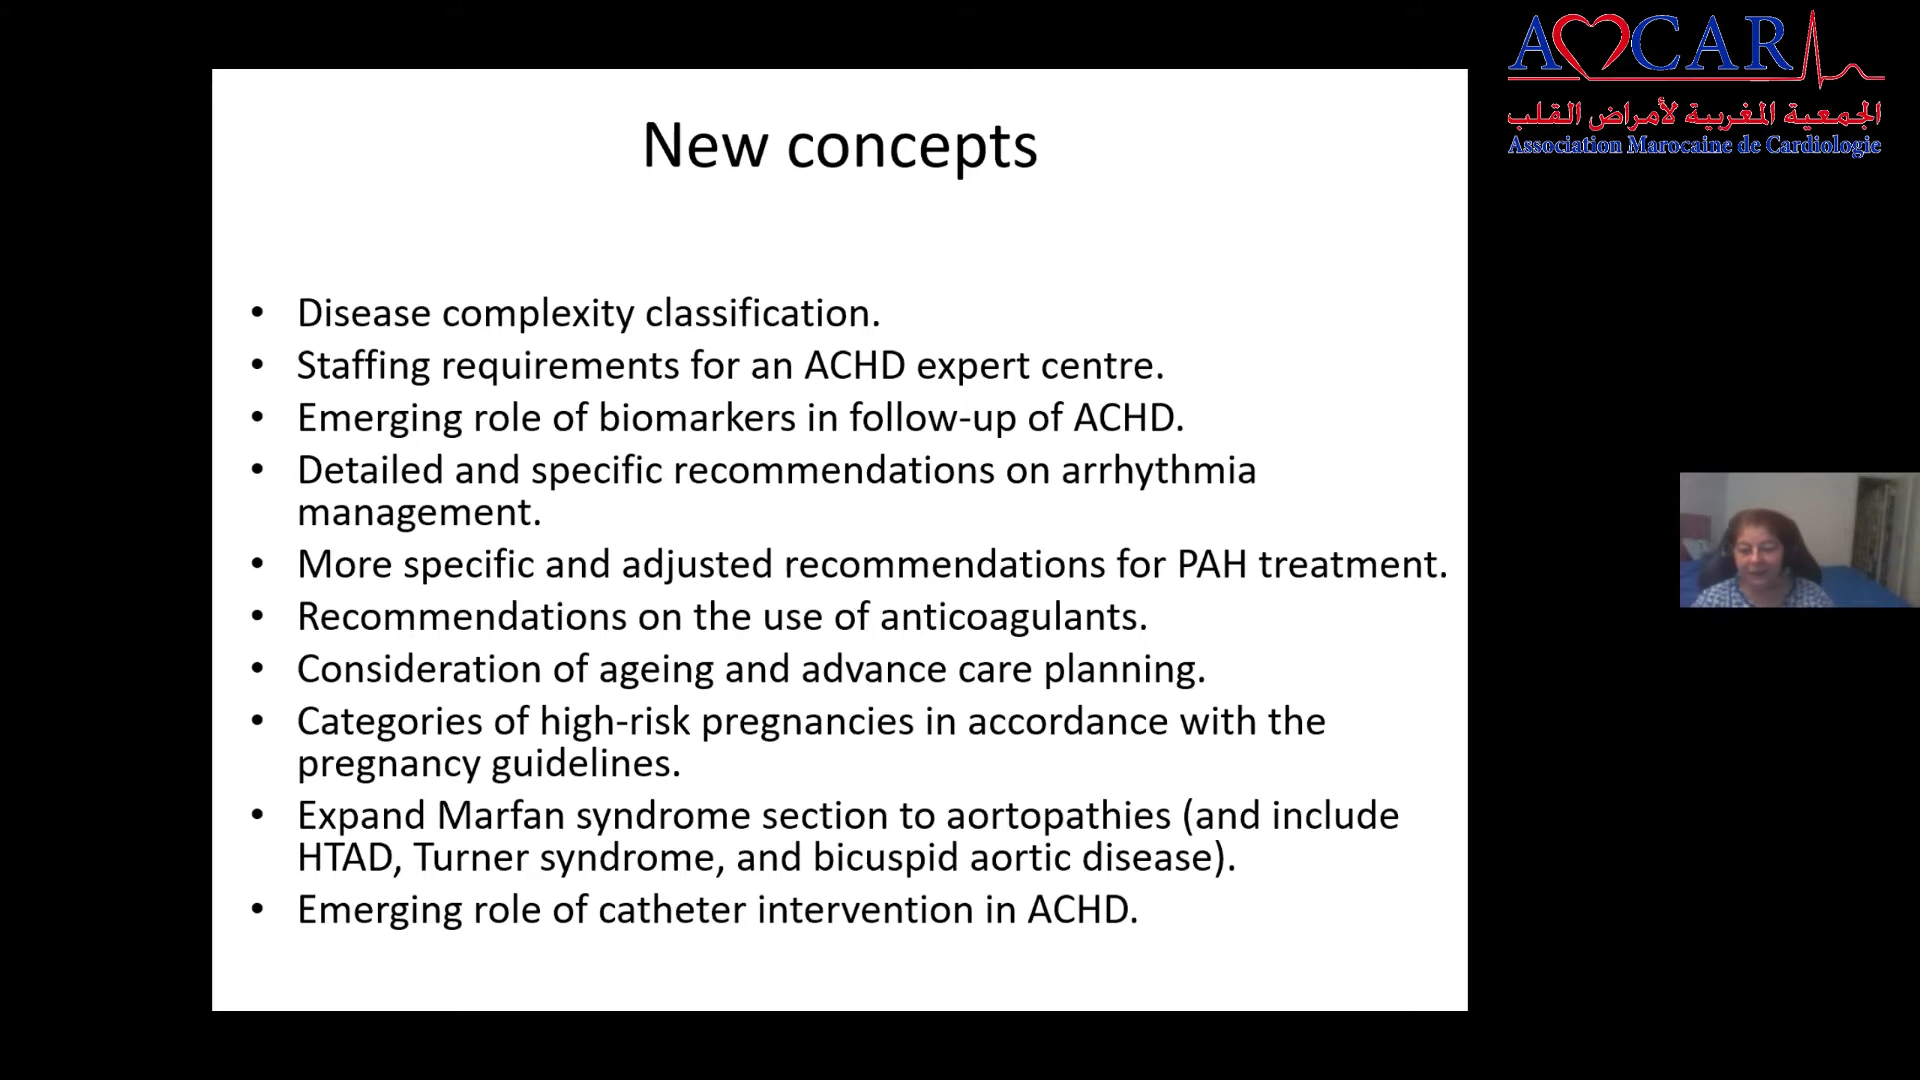 AMCAR
الجمعية المغربية لأمراض القلب
Association Marocaine de Cardiologie
New concepts
• Disease complexity classification.
• Staffing requirements for an ACHD expert centre.
• Emerging role of biomarkers in follow-up of ACHD.
• Detailed and specific recommendations on arrhythmia
management.
• More specific and adjusted recommendations for PAH treatment.
• Recommendations on the use of anticoagulants.
• Consideration of ageing and advance care planning.
• Categories of high-risk pregnancies in accordance with the
pregnancy guidelines.
• Expand Marfan syndrome section to aortopathies (and include
HTAD, Turner syndrome, and bicuspid aortic disease).
• Emerging role of catheter intervention in ACHD.